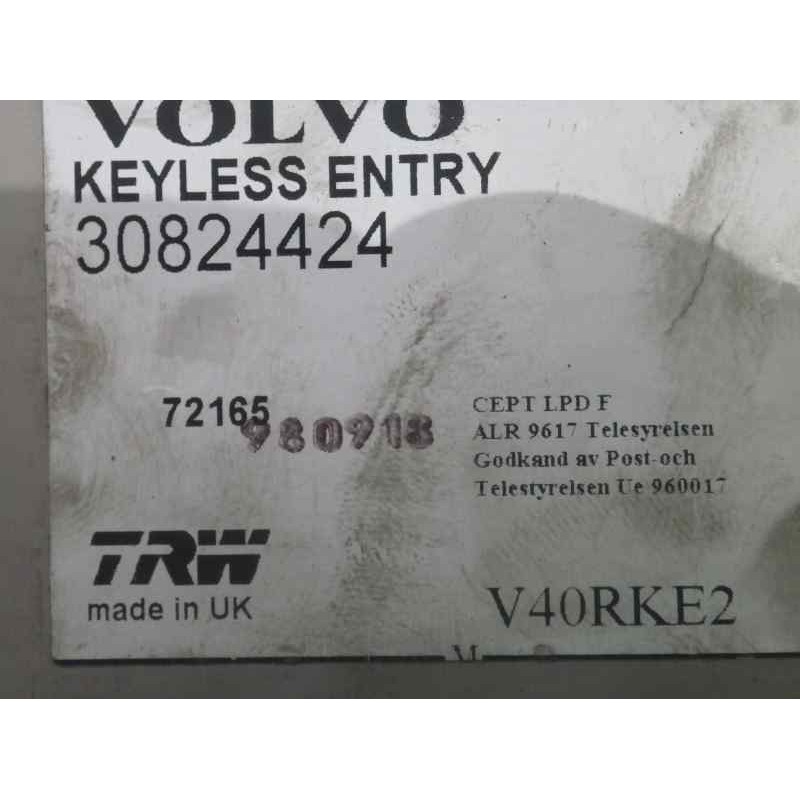 VOLVO
KEYLESS ENTRY
30824424
72165
980918
CEPT LPD F
ALR 9617 Telesyrelsen
Godkand av Post-och
Telestyrelsen Ue 960017
TRW
made in UK
V40RKE2
M